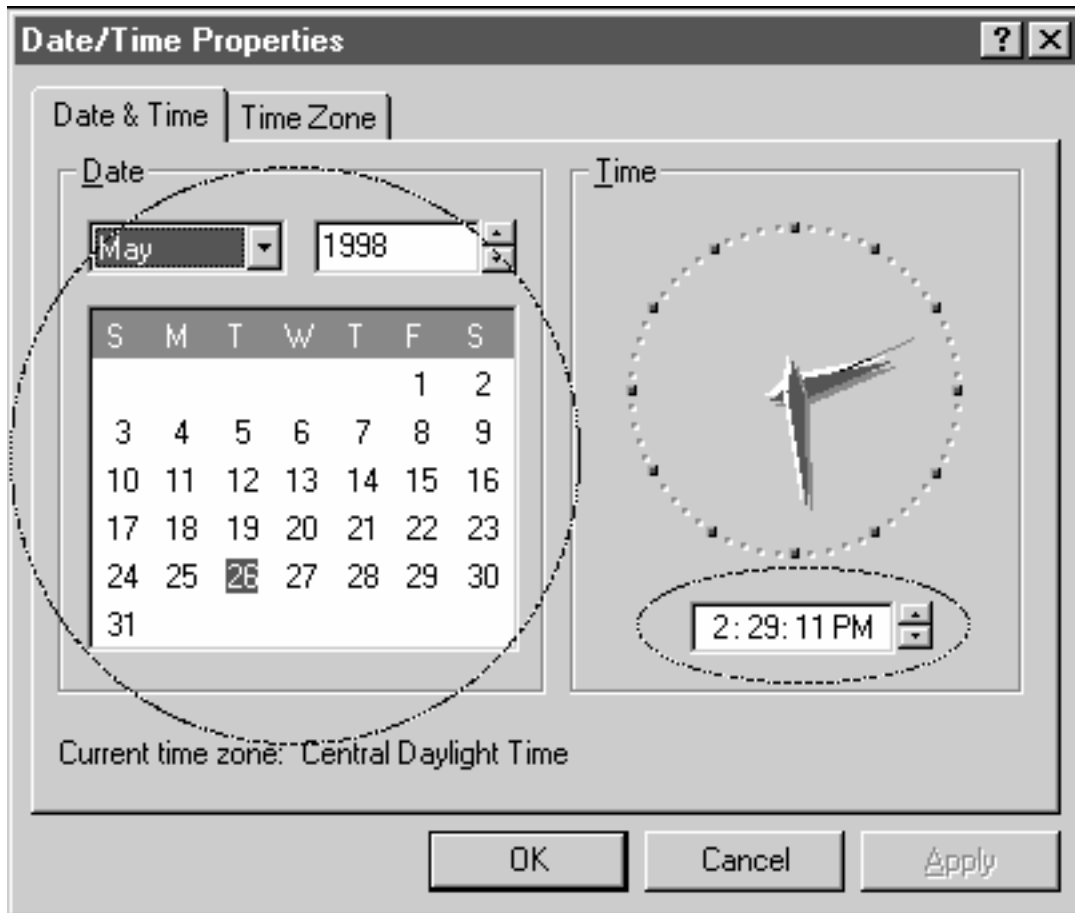 Date/Time Properties
Date & Time
Time Zone
Date
May
1998
S M T W T F S
1 2
3 4 5 6 7 8 9
10 11 12 13 14 15 16
17 18 19 20 21 22 23
24 25 26 27 28 29 30
31
Time
2: 29: 11 PM
Current time zone: Central Daylight Time
OK
Cancel
Apply